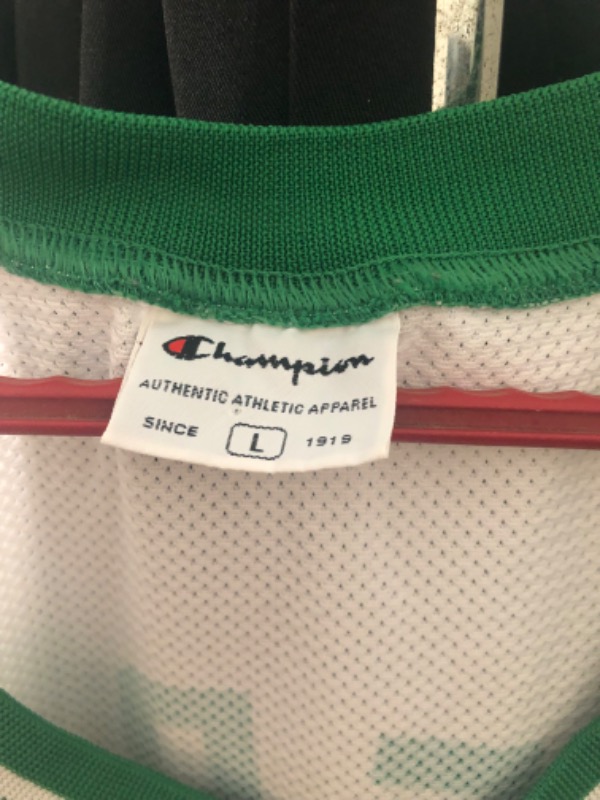 Champion
AUTHENTIC ATHLETIC APPAREL
SINCE L 1919